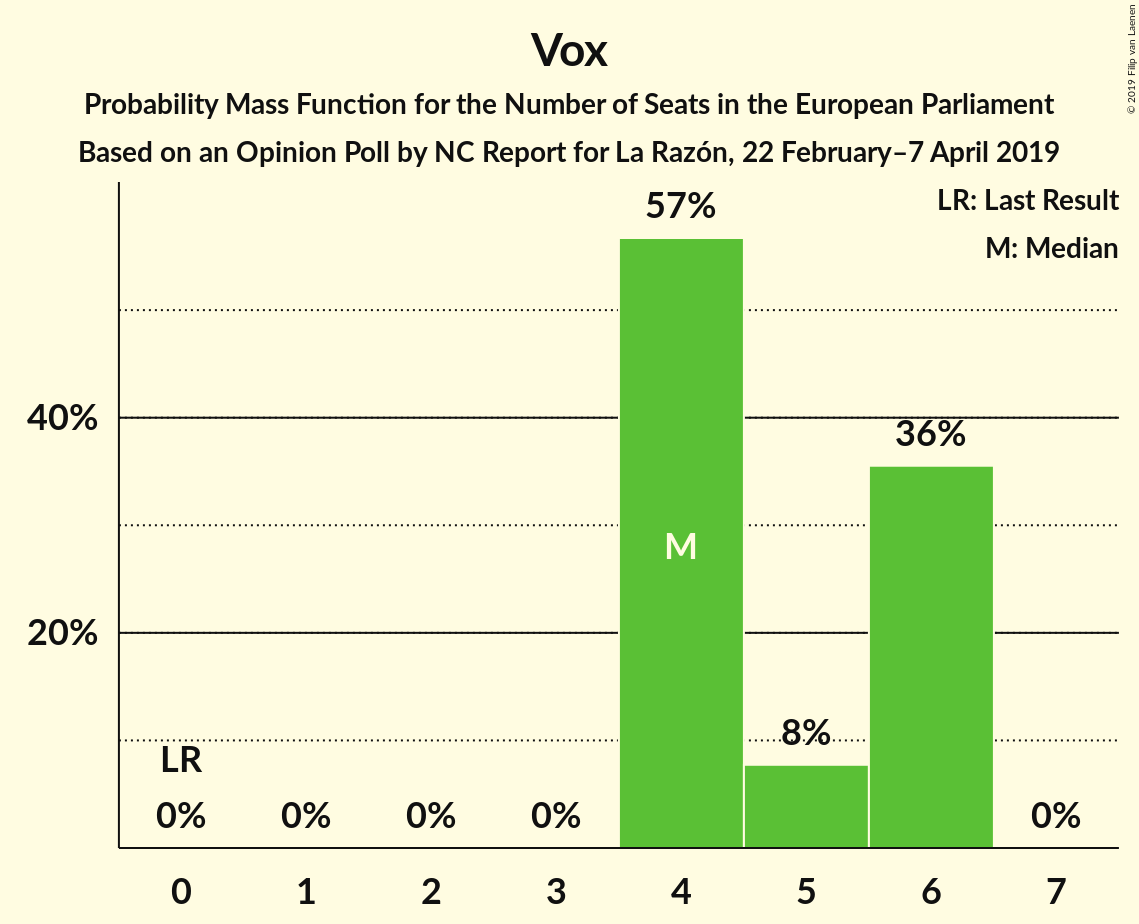 Vox
Probability Mass Function for the Number of Seats in the European Parliament
Based on an Opinion Poll by NC Report for La Razón, 22 February–7 April 2019
© 2019 Filip van Laenen
LR: Last Result
M: Median
57%
40%
36%
M
20%
8%
LR
0% 0% 0% 0% 0%
0 1 2 3 4 5 6 7